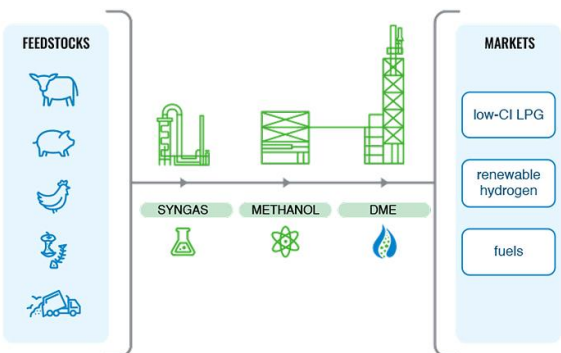 FEEDSTOCKS
MARKETS
low-CI LPG
renewable
hydrogen
fuels
SYNGAS
METHANOL
DME